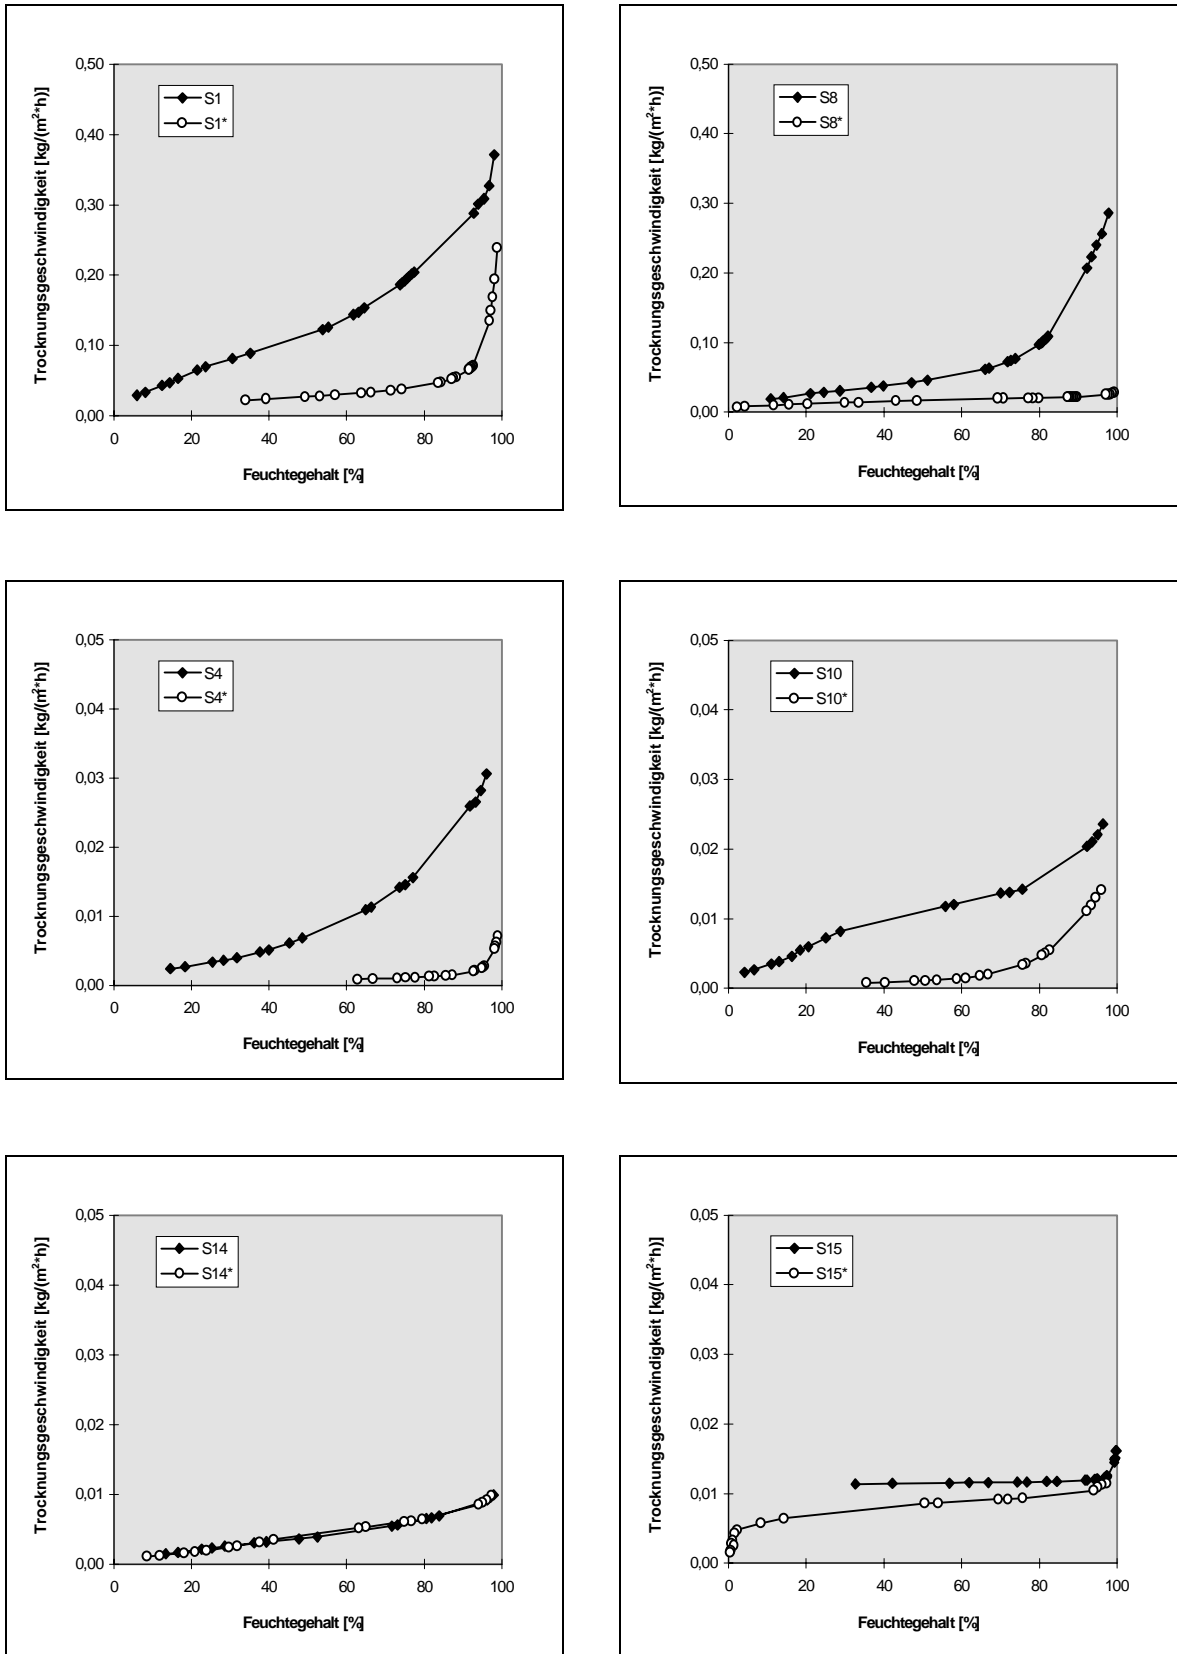 Trocknungsgeschwindigkeit [kg/(m²*h)]
0,50
0,40
0,30
0,20
0,10
0,00
S1
S1*
0 20 40 60 80 100
Feuchtegehalt [%]
Trocknungsgeschwindigkeit [kg/(m²*h)]
0,50
0,40
0,30
0,20
0,10
0,00
S8
S8*
0 20 40 60 80 100
Feuchtegehalt [%]
Trocknungsgeschwindigkeit [kg/(m²*h)]
0,05
0,04
0,03
0,02
0,01
0,00
S4
S4*
0 20 40 60 80 100
Feuchtegehalt [%]
Trocknungsgeschwindigkeit [kg/(m²*h)]
0,05
0,04
0,03
0,02
0,01
0,00
S10
S10*
0 20 40 60 80 100
Feuchtegehalt [%]
Trocknungsgeschwindigkeit [kg/(m²*h)]
0,05
0,04
0,03
0,02
0,01
0,00
S14
S14*
0 20 40 60 80 100
Feuchtegehalt [%]
Trocknungsgeschwindigkeit [kg/(m²*h)]
0,05
0,04
0,03
0,02
0,01
0,00
S15
S15*
0 20 40 60 80 100
Feuchtegehalt [%]